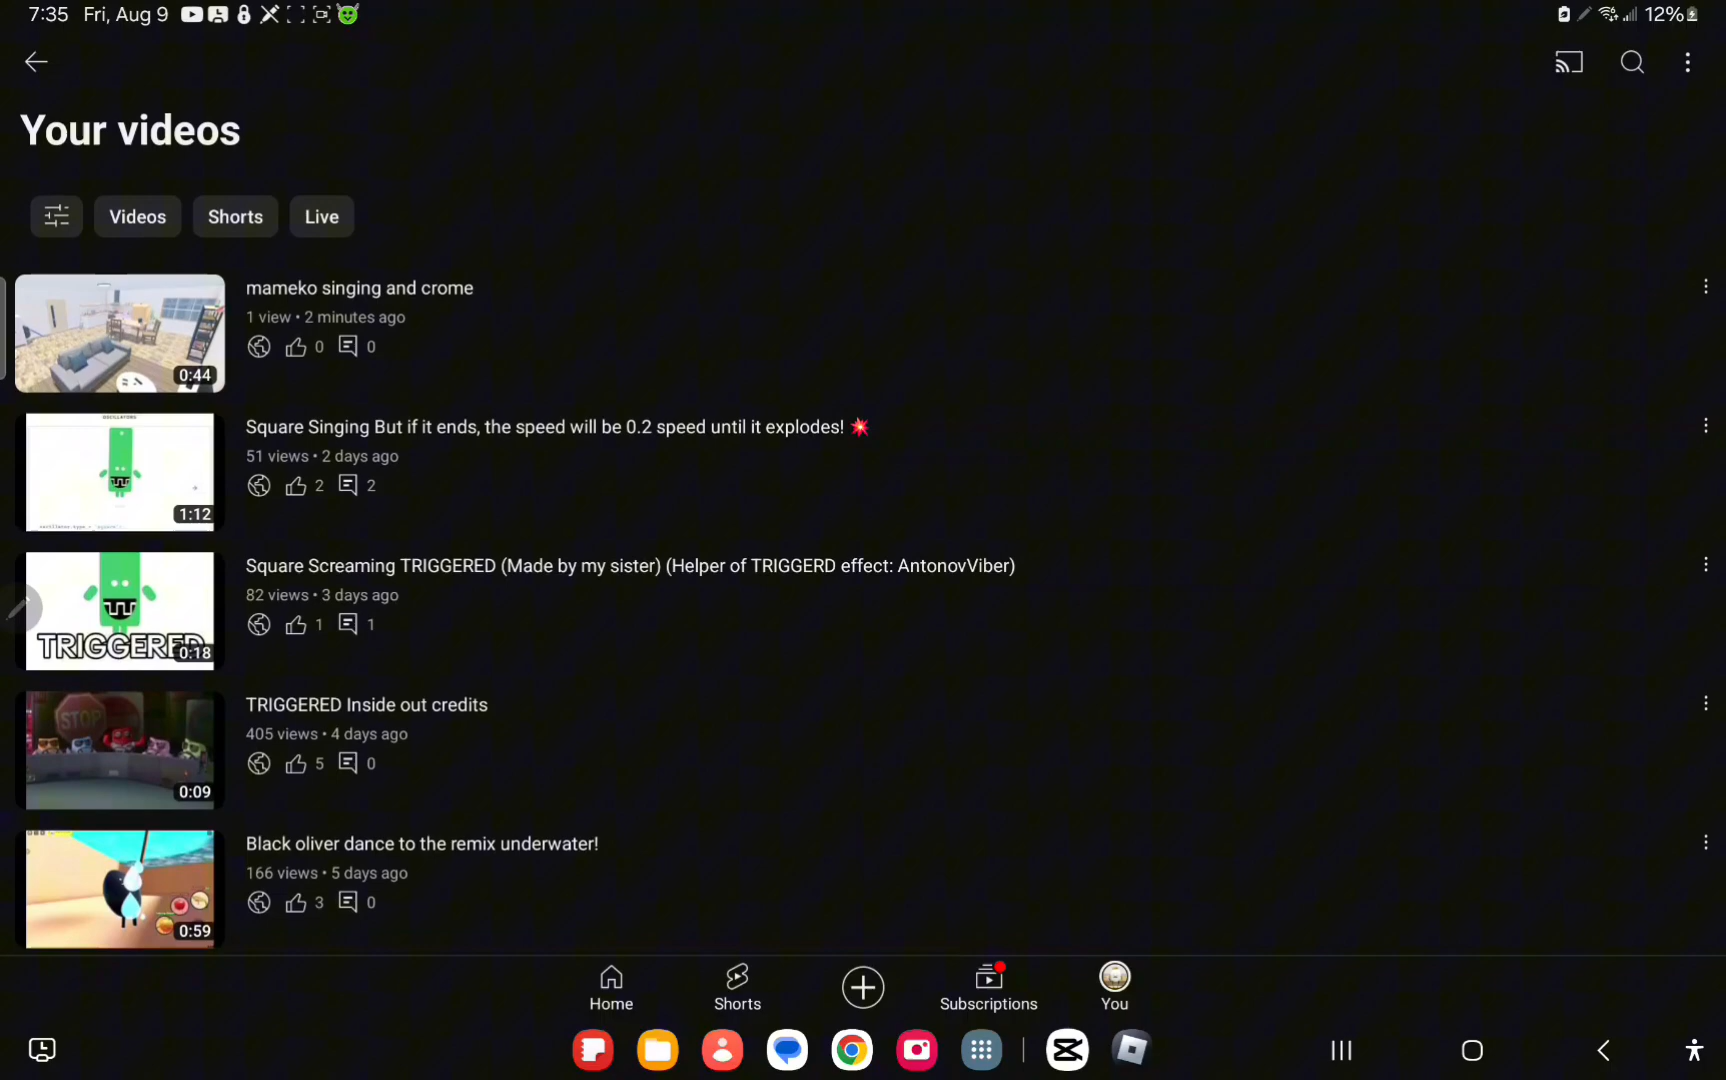 7:35 Fri, Aug 9
12%
Your videos
Videos Shorts Live
mameko singing and crome
1 view • 2 minutes ago
0 0
0:44
Square Singing But if it ends, the speed will be 0.2 speed until it explodes! 💥
51 views • 2 days ago
2 2
1:12
Square Screaming TRIGGERED (Made by my sister) (Helper of TRIGGERD effect: AntonovViber)
82 views • 3 days ago
1 1
TRIGGERED
0:18
TRIGGERED Inside out credits
405 views • 4 days ago
5 0
STOP
0:09
Black oliver dance to the remix underwater!
166 views • 5 days ago
3 0
0:59
Home Shorts Subscriptions You